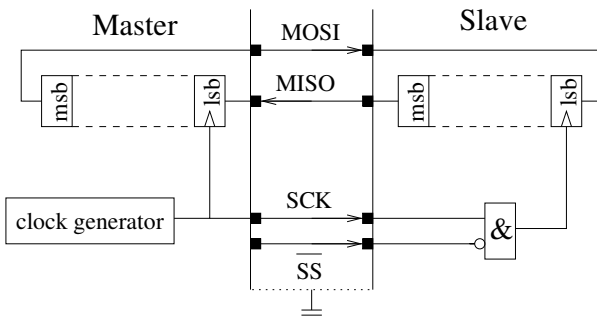 Master
MOSI
Slave
msb
lsb
MISO
msb
lsb
clock generator
SCK
&
SS